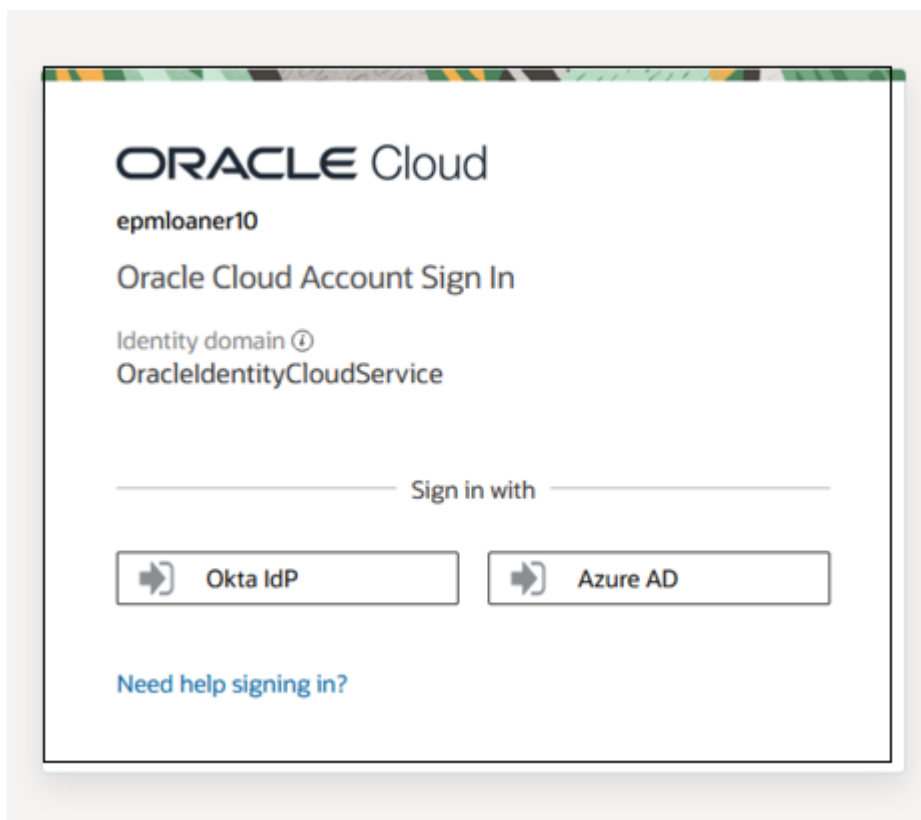 ORACLE Cloud
epmloaner10
Oracle Cloud Account Sign In
Identity domain
OracleIdentityCloudService
Sign in with
Okta IdP
Azure AD
Need help signing in?